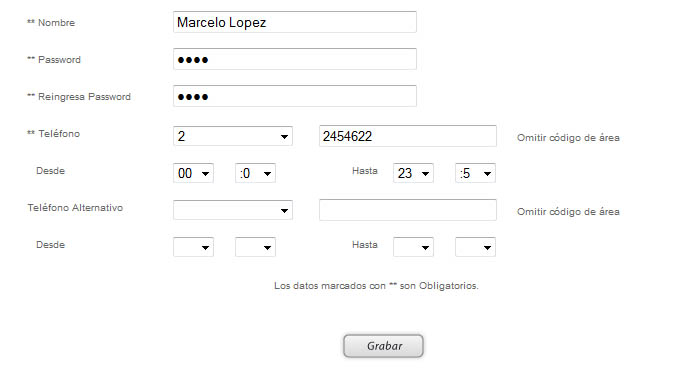 ** Nombre Marcelo Lopez
** Password ●●●●
** Reingresa Password ●●●●
** Teléfono 2 2454622 Omitir código de área
Desde 00 :0 Hasta 23 :5
Teléfono Alternativo Omitir código de área
Desde Hasta
Los datos marcados con ** son Obligatorios.
Grabar